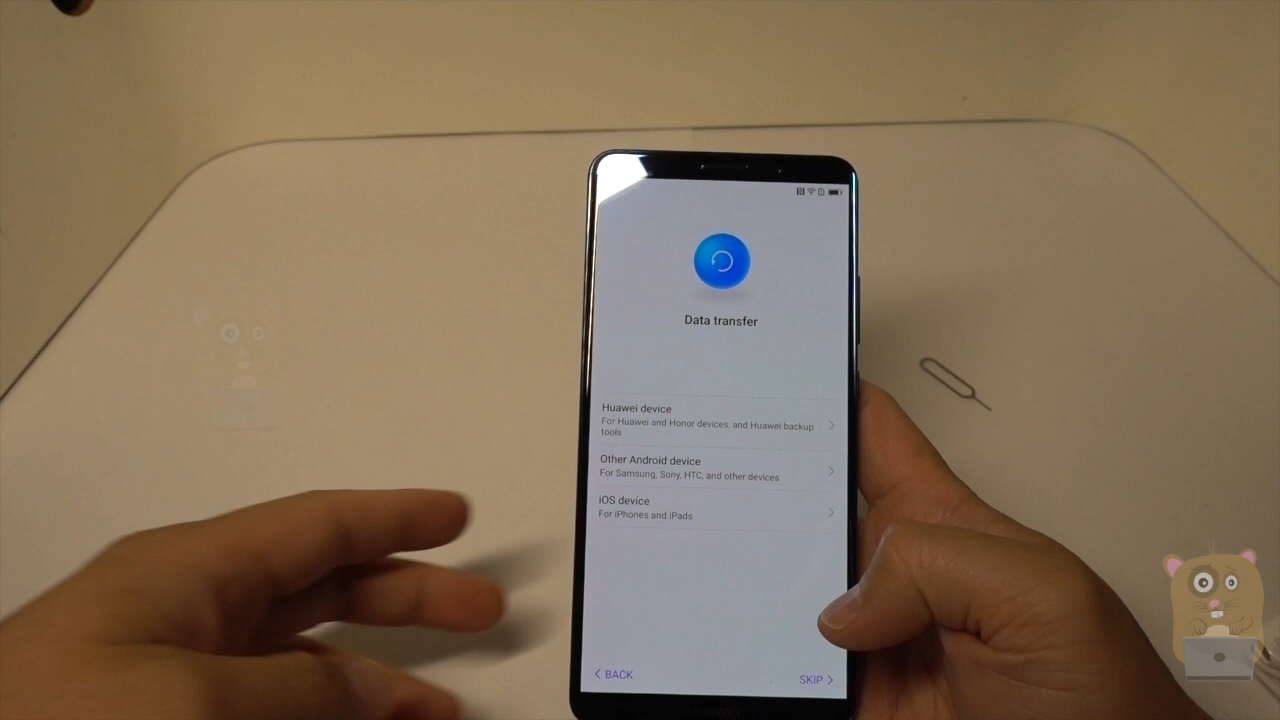 Data transfer
Huawei device
For Huawei and Honor devices, and Huawei backup
tools
Other Android device
For Samsung, Sony, HTC, and other devices
iOS device
For iPhones and iPads
BACK
SKIP
HUAWEI